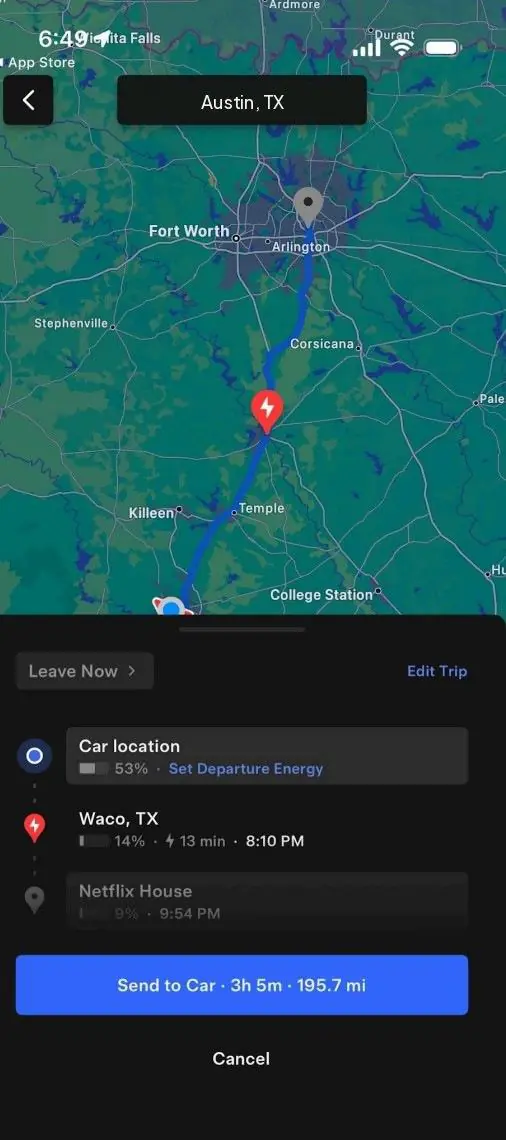 Ardmore
6:49
Wichita Falls
Durant
App Store
Austin, TX
Fort Worth
Arlington
Stephenville
Corsicana
Pale
Killeen
Temple
College Station
Hu
Leave Now >
Edit Trip
Car location
53% · Set Departure Energy
Waco, TX
14% · 13 min · 8:10 PM
Netflix House
9% · 9:54 PM
Send to Car · 3h 5m · 195.7 mi
Cancel